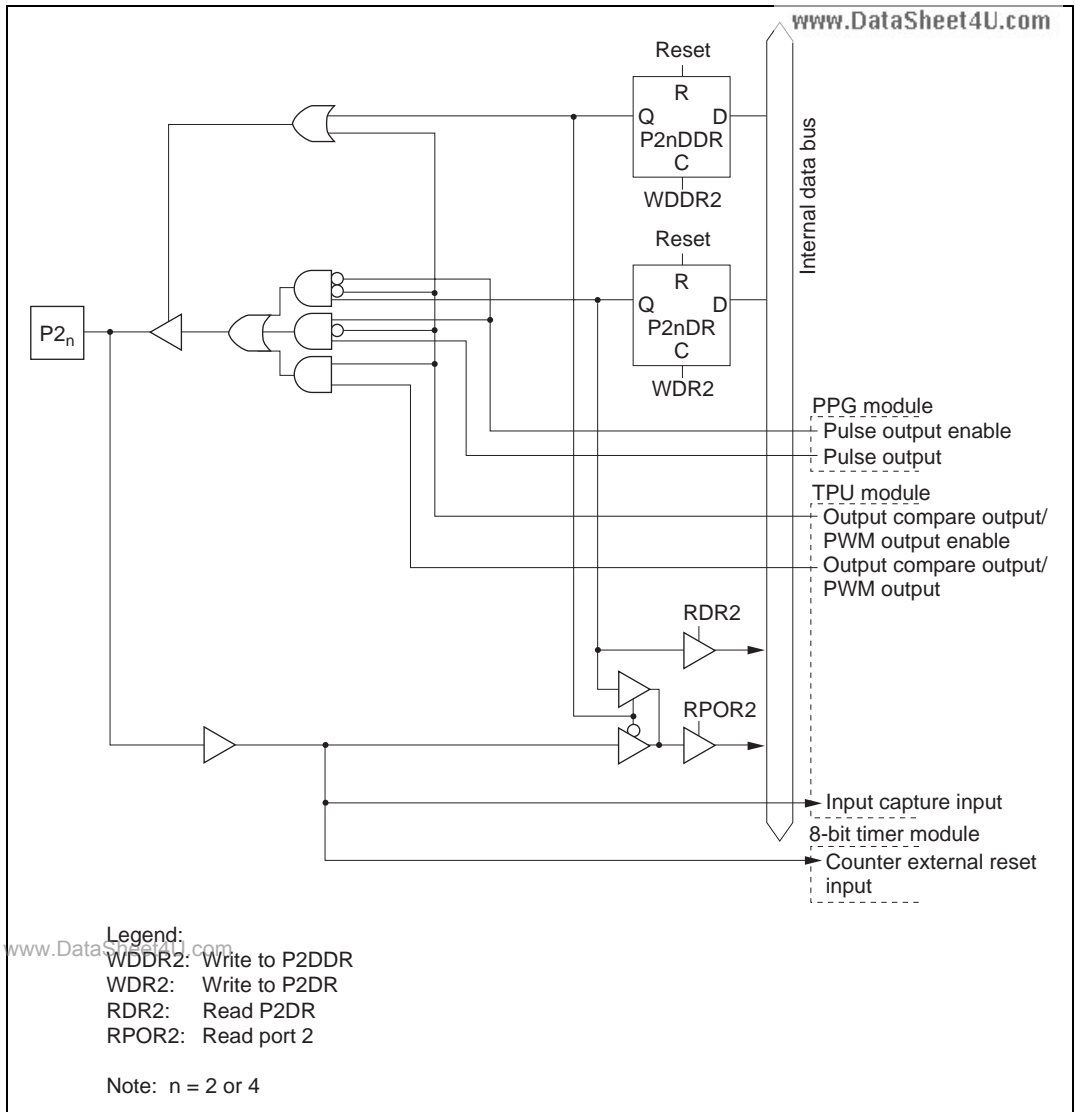 www.DataSheet4U.com
Reset
R
Q D
P2nDDR
C
WDDR2
Internal data bus
Reset
R
Q D
P2nDR
C
WDR2
P2n
PPG module
Pulse output enable
Pulse output
TPU module
Output compare output/
PWM output enable
Output compare output/
PWM output
RDR2
RPOR2
Input capture input
8-bit timer module
Counter external reset
input
Legend:
www.DataSheet4U.com
WDDR2: Write to P2DDR
WDR2: Write to P2DR
RDR2: Read P2DR
RPOR2: Read port 2
Note: n = 2 or 4